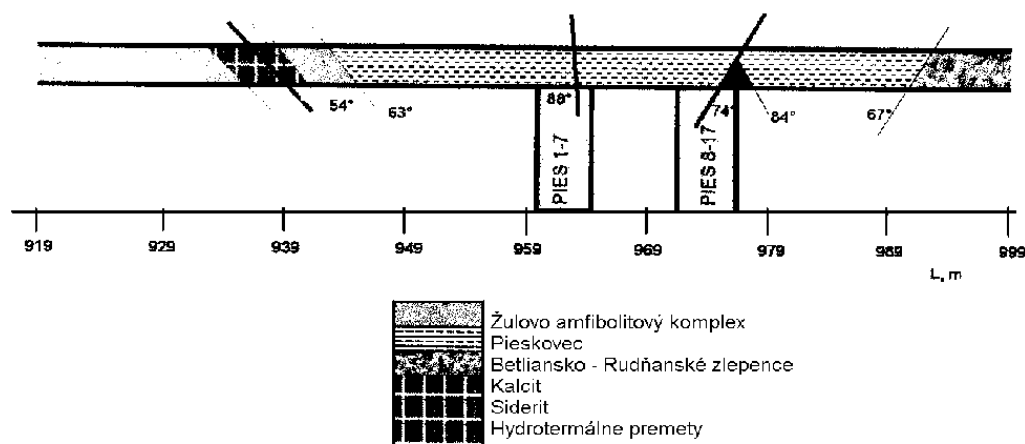 54°
63°
88°
74°
84°
67°
PIES 1-7
PIES 8-17
919
929
939
949
959
969
979
989
999
L, m
Žulovo amfibolitový komplex
Pieskovec
Betliansko - Rudňanské zlepence
Kalcit
Siderit
Hydrotermálne premety